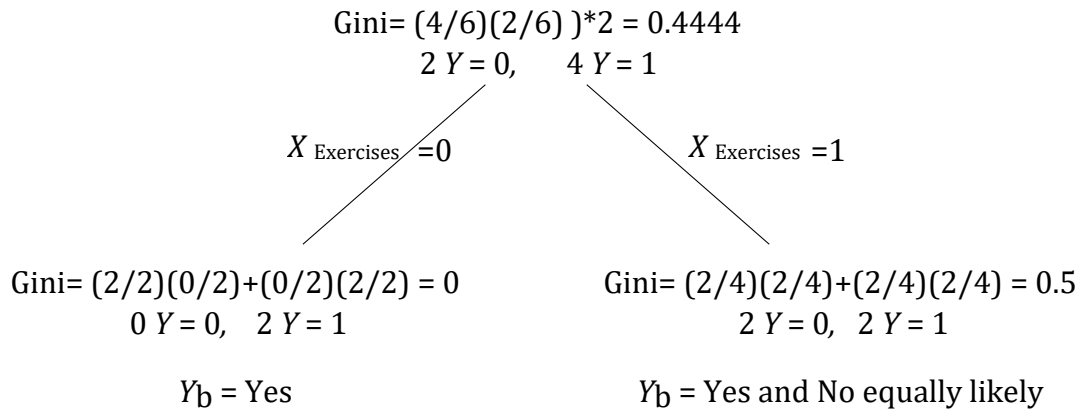 Gini= (4/6)(2/6) )*2 = 0.4444
2 Y = 0, 4 Y = 1
X Exercises =0
X Exercises =1
Gini= (2/2)(0/2)+(0/2)(2/2) = 0
0 Y = 0, 2 Y = 1
Yb = Yes
Gini= (2/4)(2/4)+(2/4)(2/4) = 0.5
2 Y = 0, 2 Y = 1
Yb = Yes and No equally likely